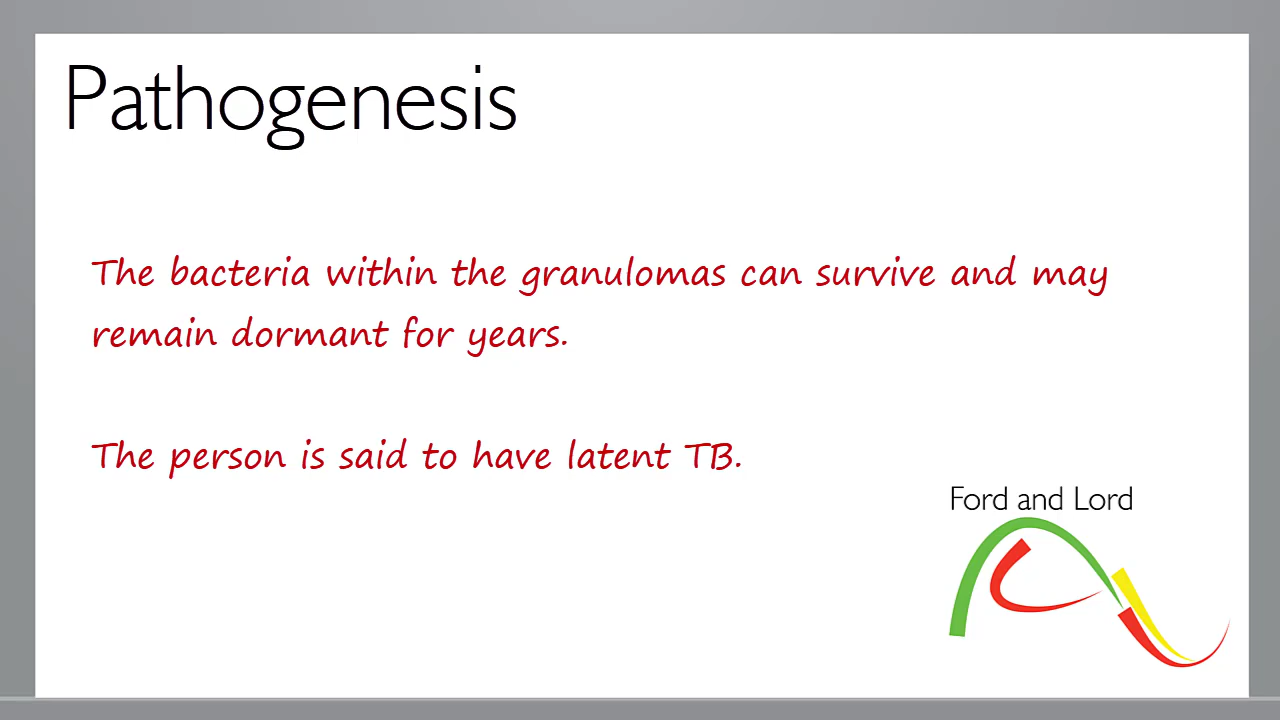 Pathogenesis
The bacteria within the granulomas can survive and may
remain dormant for years.
The person is said to have latent TB.
Ford and Lord